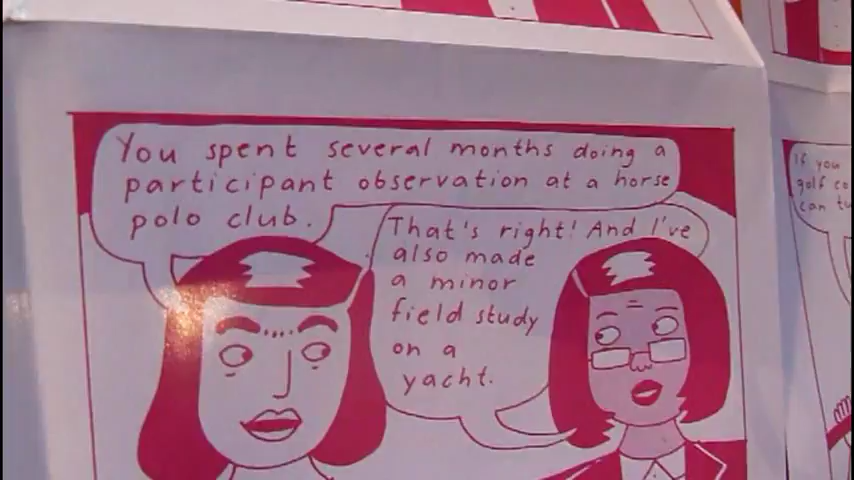 You spent several months doing a
participant observation at a horse
polo club.
That's right! And I've
also made
a minor
field study
on a
yacht.
If you
golf
can